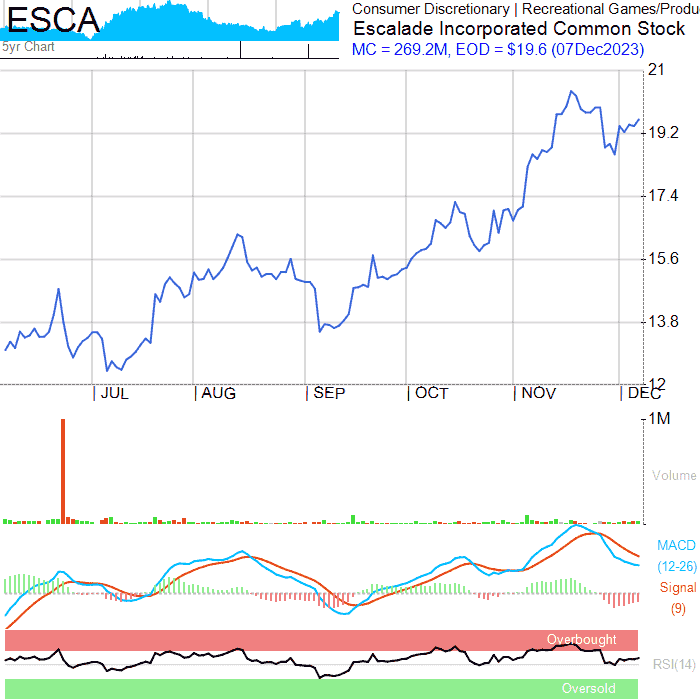 ESCA
5yr Chart
Consumer Discretionary | Recreational Games/Produ
Escalade Incorporated Common Stock
MC = 269.2M, EOD = $19.6 (07Dec2023)
21
19.2
17.4
15.6
13.8
12
JUL
AUG
SEP
OCT
NOV
DEC
1M
Volume
MACD
(12-26)
Signal
(9)
Overbought
RSI(14)
Oversold